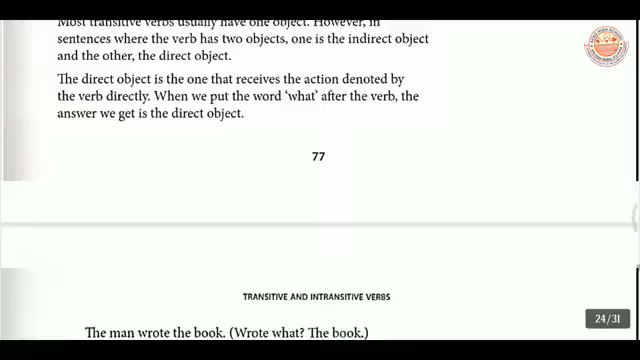 Most transitive verbs usually have one object. However, in
sentences where the verb has two objects, one is the indirect object
and the other, the direct object.
The direct object is the one that receives the action denoted by
the verb directly. When we put the word ‘what’ after the verb, the
answer we get is the direct object.
77
TRANSITIVE AND INTRANSITIVE VERBS
24/31
The man wrote the book. (Wrote what? The book.)